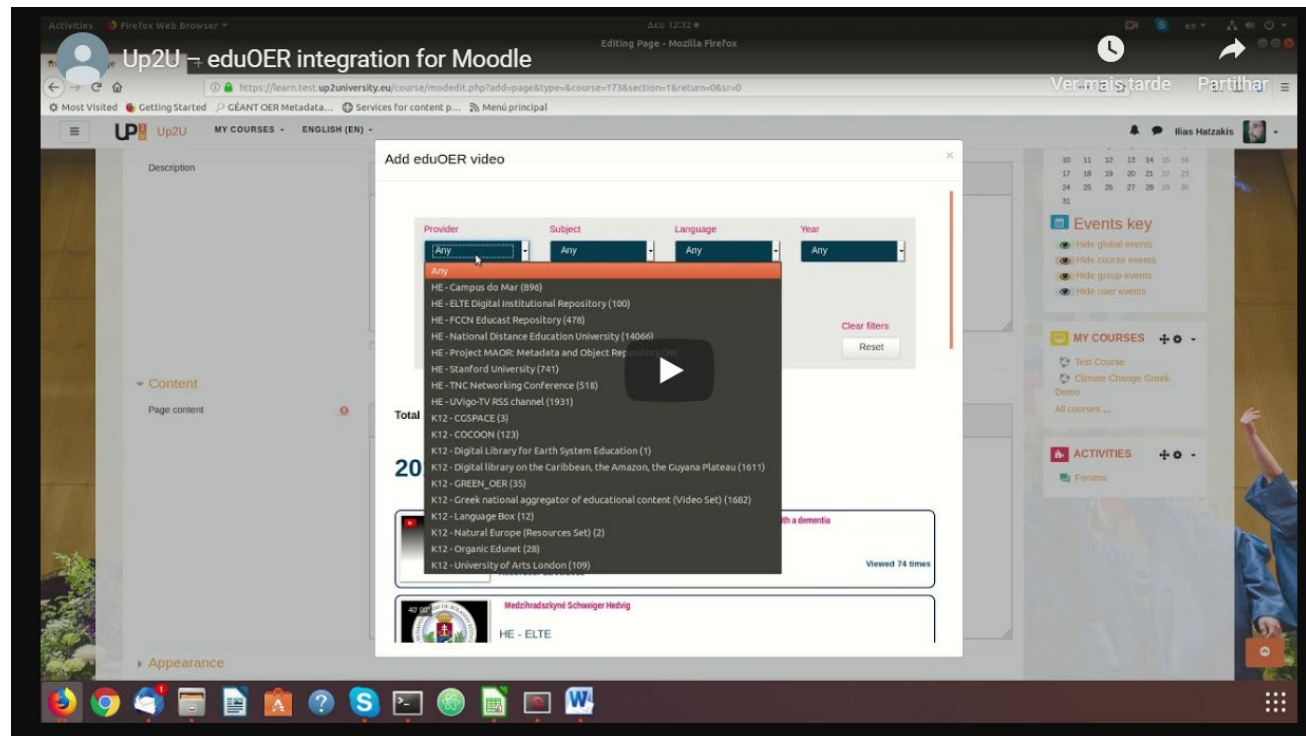 Activities Firefox Web Browser
Δευ 12:32
en
Editing Page - Mozilla Firefox
Up2U – eduOER integration for Moodle
Ver mais tarde
Partilhar
https://learn.test.up2university.eu/course/modedit.php?add=page&type=&course=173&section=1&return=0&sr=0
Most Visited Getting Started GÉANT OER Metadata... Services for content p... Menú principal
UP2U Up2U MY COURSES ENGLISH (EN)
Ilias Hatzakis
Add eduOER video
Description
Provider Subject Language Year
Any Any Any Any
Any
HE - Campus do Mar (896)
HE - ELTE Digital Institutional Repository (100)
HE - FCCN Educast Repository (478)
HE - National Distance Education University (14066)
HE - Project MAOR: Metadata and Object Repository
HE - Stanford University (741)
HE - TNC Networking Conference (518)
HE - UVigo-TV RSS channel (1931)
K12 - CGSPACE (3)
K12 - COCOON (123)
K12 - Digital Library for Earth System Education (1)
K12 - Digital library on the Caribbean, the Amazon, the Guyana Plateau (1611)
K12 - GREEN_OER (35)
K12 - Greek national aggregator of educational content (Video Set) (1682)
K12 - Language Box (12)
K12 - Natural Europe (Resources Set) (2)
K12 - Organic Edunet (28)
K12 - University of Arts London (109)
Clear filters
Reset
Content
Page content
Total
20
with a dementia
Viewed 74 times
40' 00"
Medzihradszkyné Schweiger Hedvig
HE - ELTE
Appearance
10 11 12 13 14 15 16
17 18 19 20 21 22 23
24 25 26 27 28 29 30
31
Events key
Hide global events
Hide course events
Hide group events
Hide user events
MY COURSES
Test Course
Climate Change Greek
Demo
All courses ...
ACTIVITIES
Forums